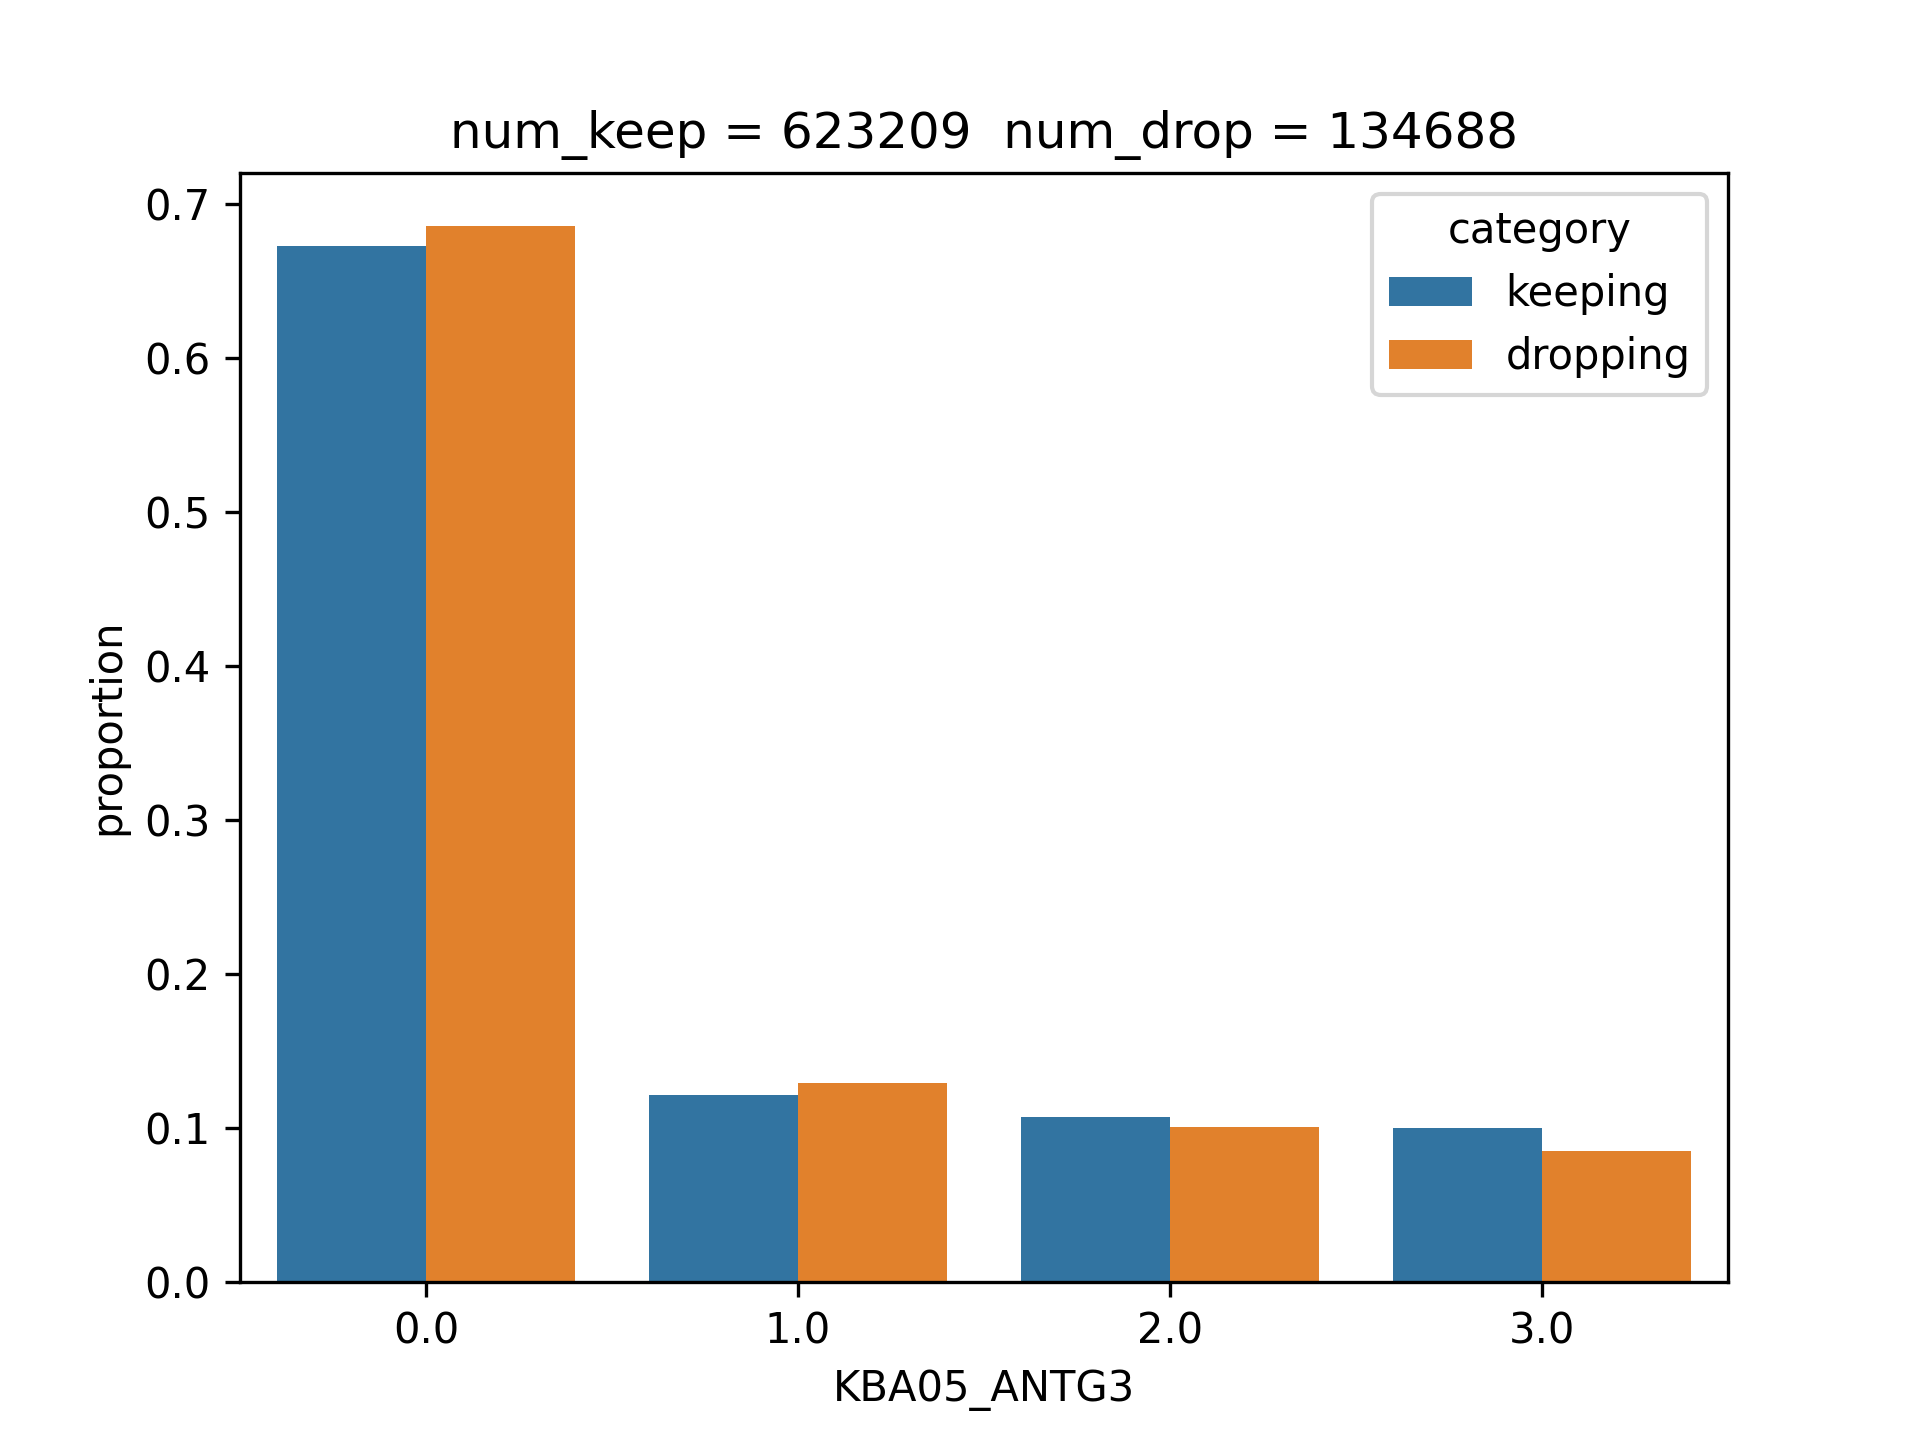 num_keep = 623209  num_drop = 134688
category
keeping
dropping
0.7
0.6
0.5
0.4
0.3
0.2
0.1
0.0
proportion
0.0 1.0 2.0 3.0
KBA05_ANTG3